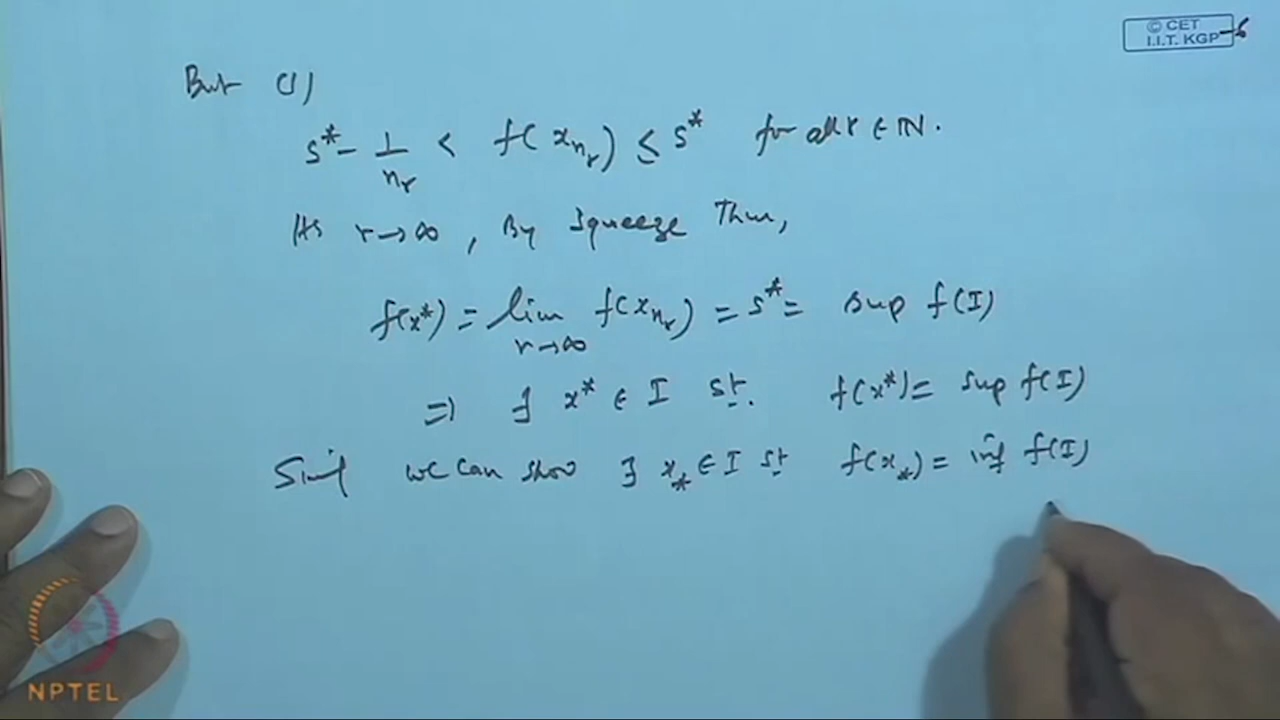 © CET
I.I.T. KGP
But (1)
s* - 1/n_r < f(x_{n_r}) ≤ s* for all r ∈ ℕ.
As r→∞, By Squeeze Thm,
f(x*) = lim_{r→∞} f(x_{n_r}) = s* = sup f(I)
⇒ ∃ x* ∈ I st. f(x*) = sup f(I)
we can show ∃ x_* ∈ I st f(x_*) = inf f(I)
NPTEL